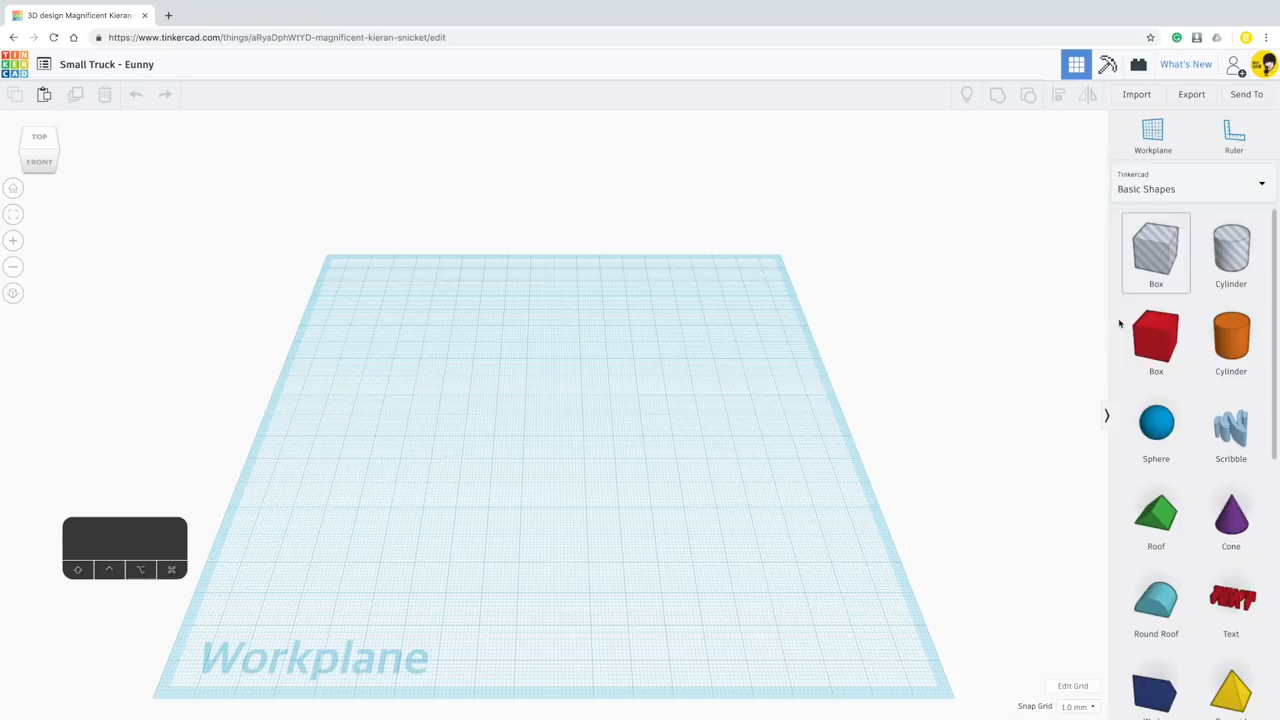 3D design Magnificent Kieran-
https://www.tinkercad.com/things/aRyaDphWtYD-magnificent-kieran-snicket/edit
TIN
KER
CAD
Small Truck - Eunny
What's New
Import
Export
Send To
TOP
FRONT
Workplane
Ruler
Tinkercad
Basic Shapes
Box
Cylinder
Box
Cylinder
Sphere
Scribble
Roof
Cone
Round Roof
Text
Workplane
Edit Grid
Snap Grid
1.0 mm